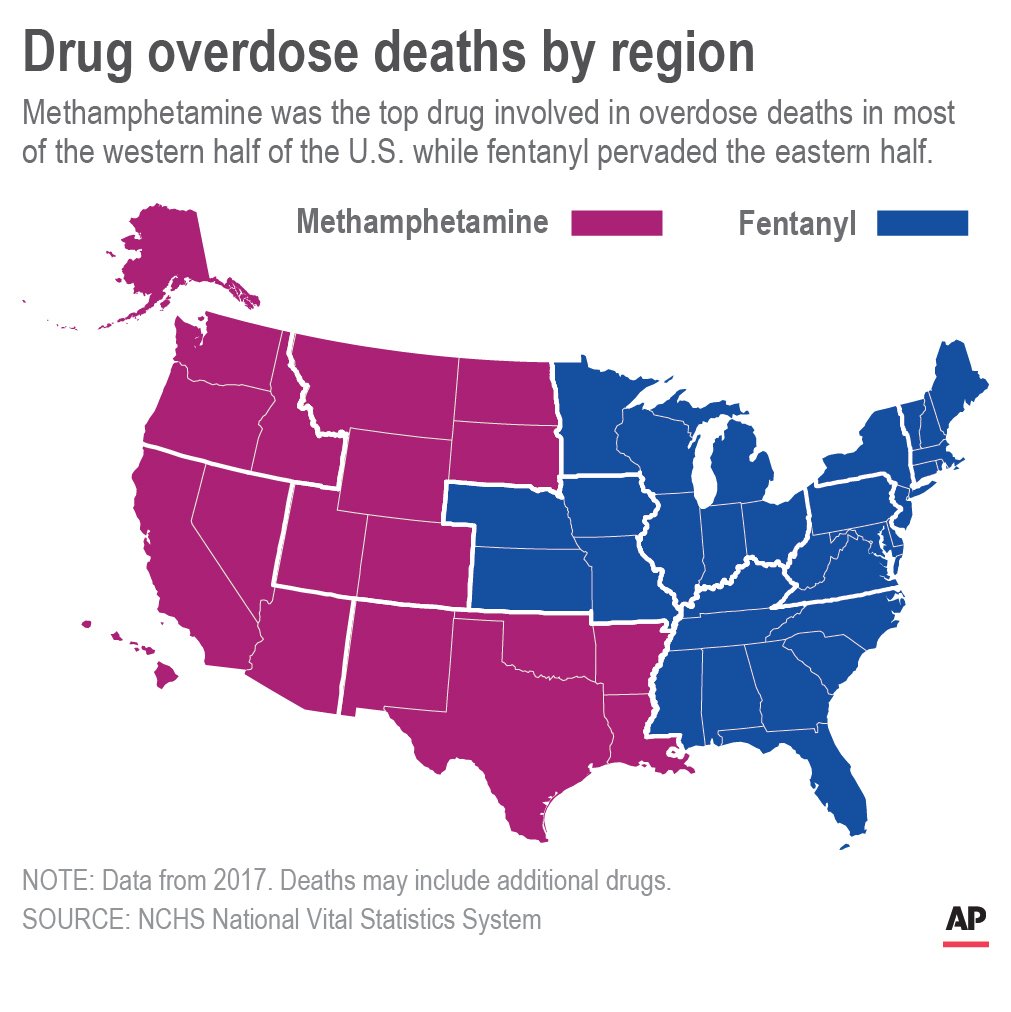 Drug overdose deaths by region
Methamphetamine was the top drug involved in overdose deaths in most
of the western half of the U.S. while fentanyl pervaded the eastern half.
Methamphetamine
Fentanyl
NOTE: Data from 2017. Deaths may include additional drugs.
SOURCE: NCHS National Vital Statistics System
AP